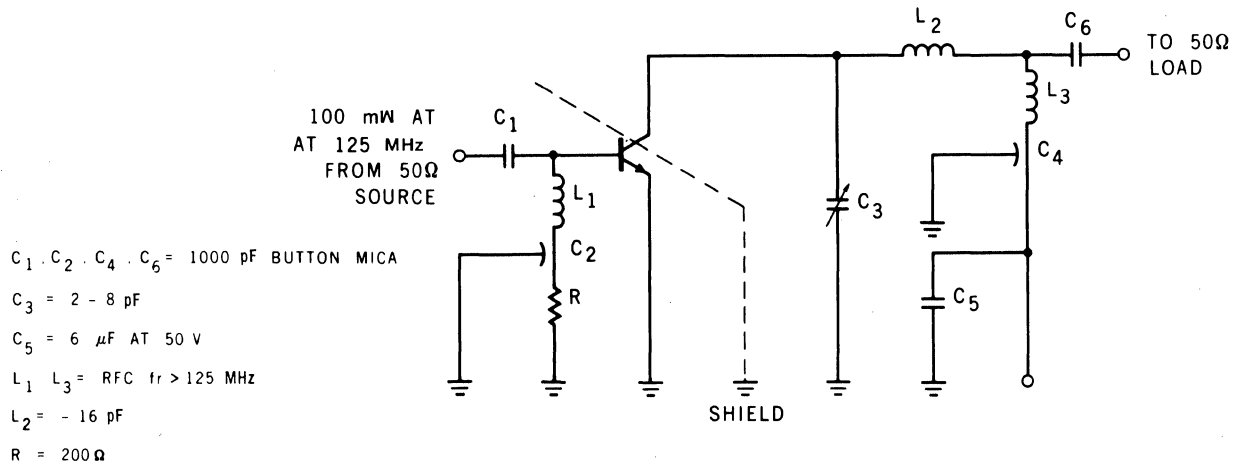 L2
C6
TO 50Ω
LOAD
L3
100 mW AT
AT 125 MHz
FROM 50Ω
SOURCE
C1
C4
L1
C3
C2
C1 . C2 . C4 . C6 = 1000 pF BUTTON MICA
R
C5
C3 = 2 - 8 pF
C5 = 6 μF AT 50 V
L1 L3 = RFC fr > 125 MHz
SHIELD
L2 = - 16 pF
R = 200Ω